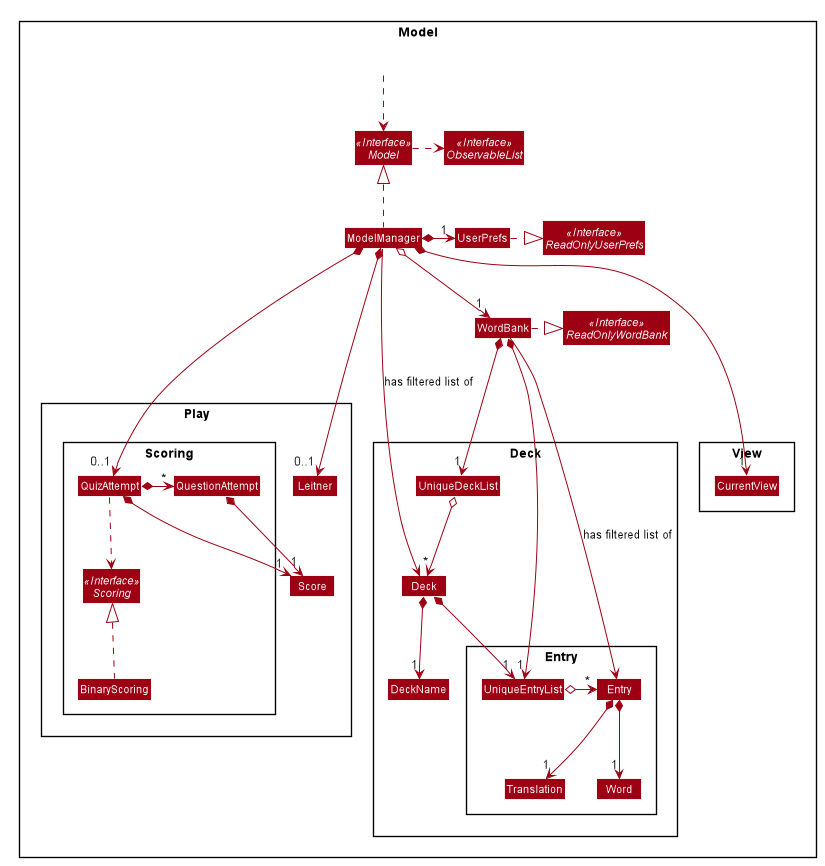 Model
«Interface»
Model
«Interface»
ObservableList
ModelManager
1
UserPrefs
«Interface»
ReadOnlyUserPrefs
1
WordBank
«Interface»
ReadOnlyWordBank
has filtered list of
Play
Scoring
Deck
View
0..1
0..1
1
1
QuizAttempt
*
QuestionAttempt
Leitner
UniqueDeckList
CurrentView
has filtered list of
1
1
*
«Interface»
Scoring
Score
Deck
Entry
1
1
1
BinaryScoring
DeckName
UniqueEntryList
*
Entry
1
1
Translation
Word